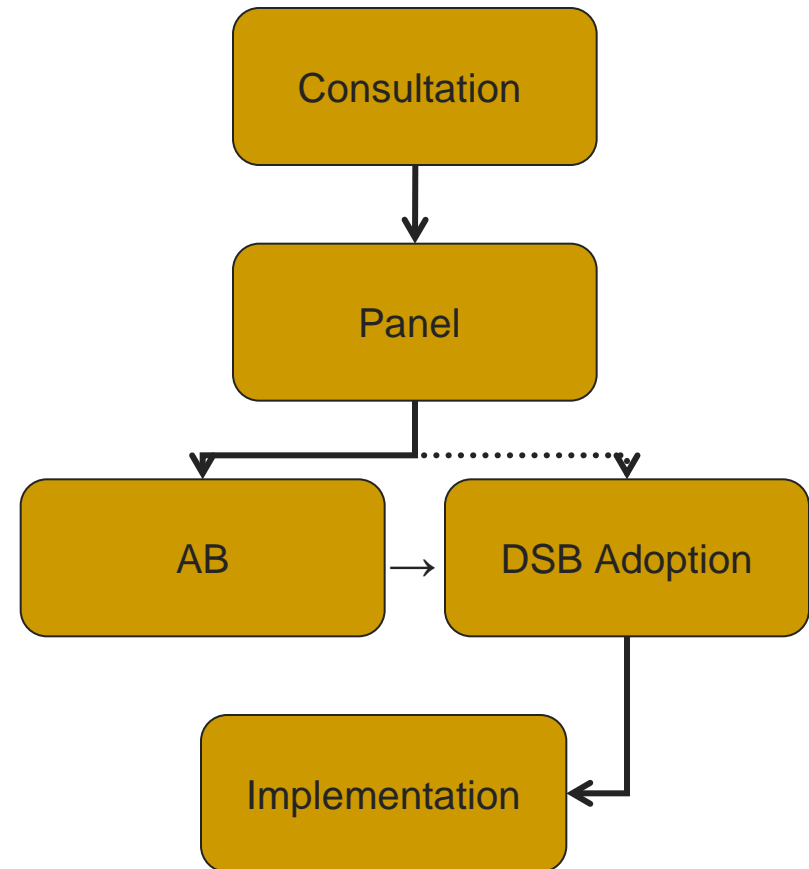 Consultation
Panel
AB
→
DSB Adoption
Implementation